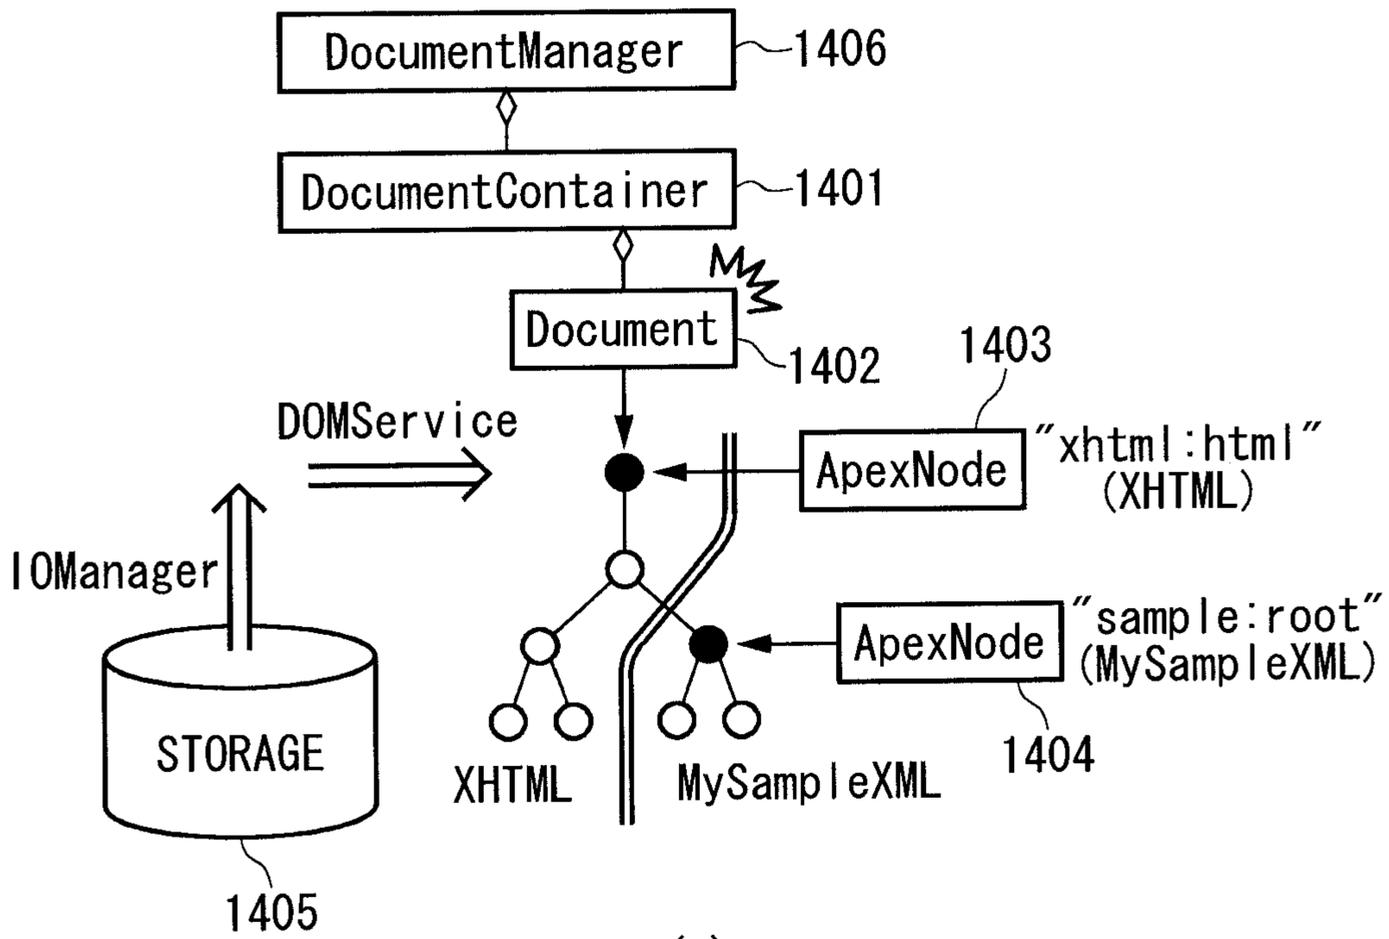 DocumentManager
1406
DocumentContainer
1401
Document
1402
1403
DOMService
ApexNode
"xhtml:html"
(XHTML)
IOManager
ApexNode
"sample:root"
(MySampleXML)
STORAGE
XHTML
MySampleXML
1404
1405